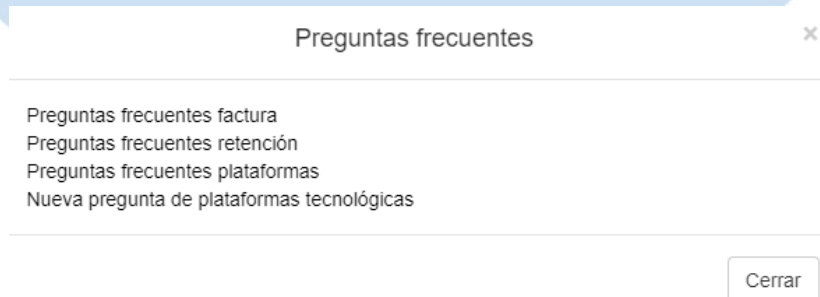 Preguntas frecuentes
×
Preguntas frecuentes factura
Preguntas frecuentes retención
Preguntas frecuentes plataformas
Nueva pregunta de plataformas tecnológicas
Cerrar